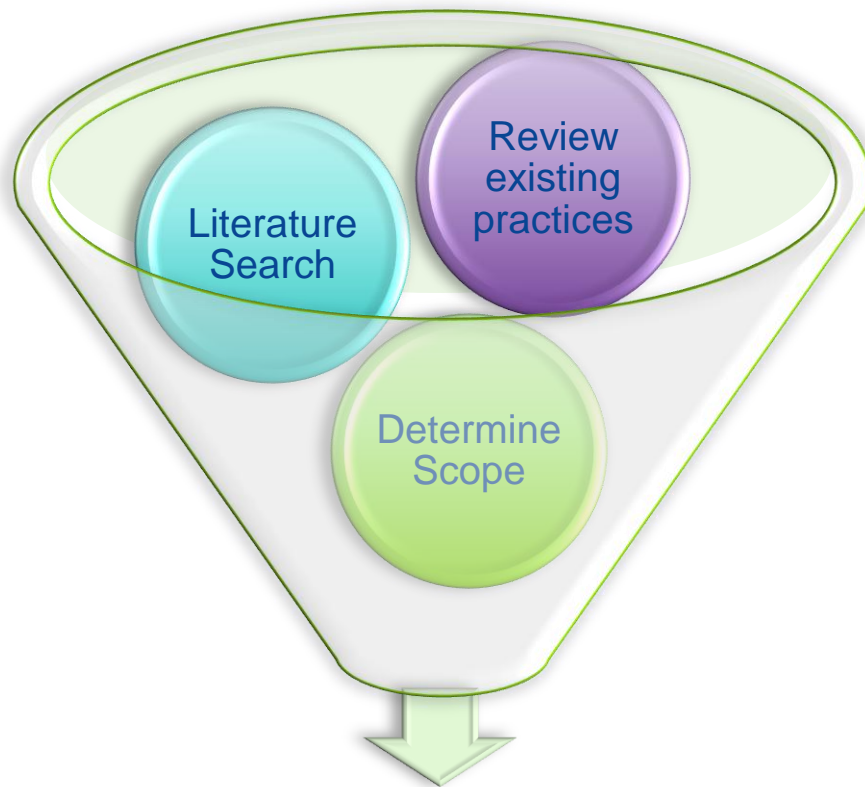 Review
existing
practices
Literature
Search
Determine
Scope